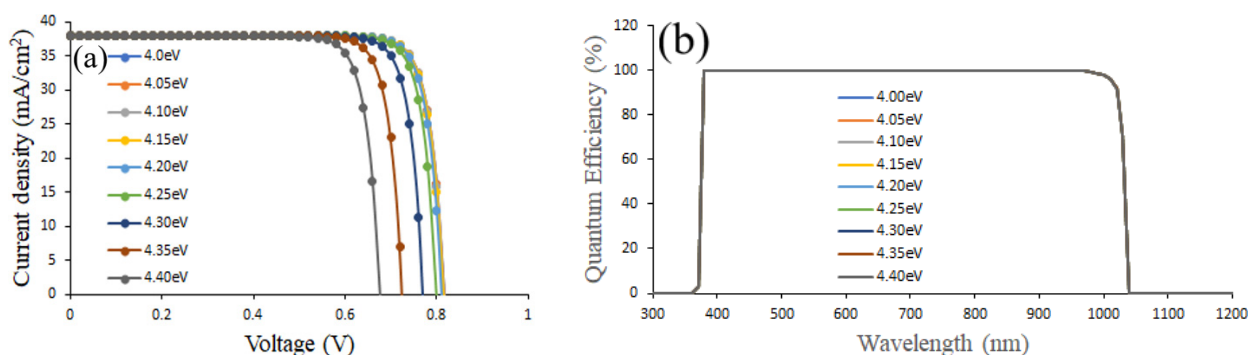 (a)
Current density (mA/cm²)
40
35
30
25
20
15
10
5
0
4.0eV
4.05eV
4.10eV
4.15eV
4.20eV
4.25eV
4.30eV
4.35eV
4.40eV
0 0.2 0.4 0.6 0.8 1
Voltage (V)
(b)
Quantum Efficiency (%)
120
100
80
60
40
20
0
4.00eV
4.05eV
4.10eV
4.15eV
4.20eV
4.25eV
4.30eV
4.35eV
4.40eV
300 400 500 600 700 800 900 1000 1100 1200
Wavelength (nm)